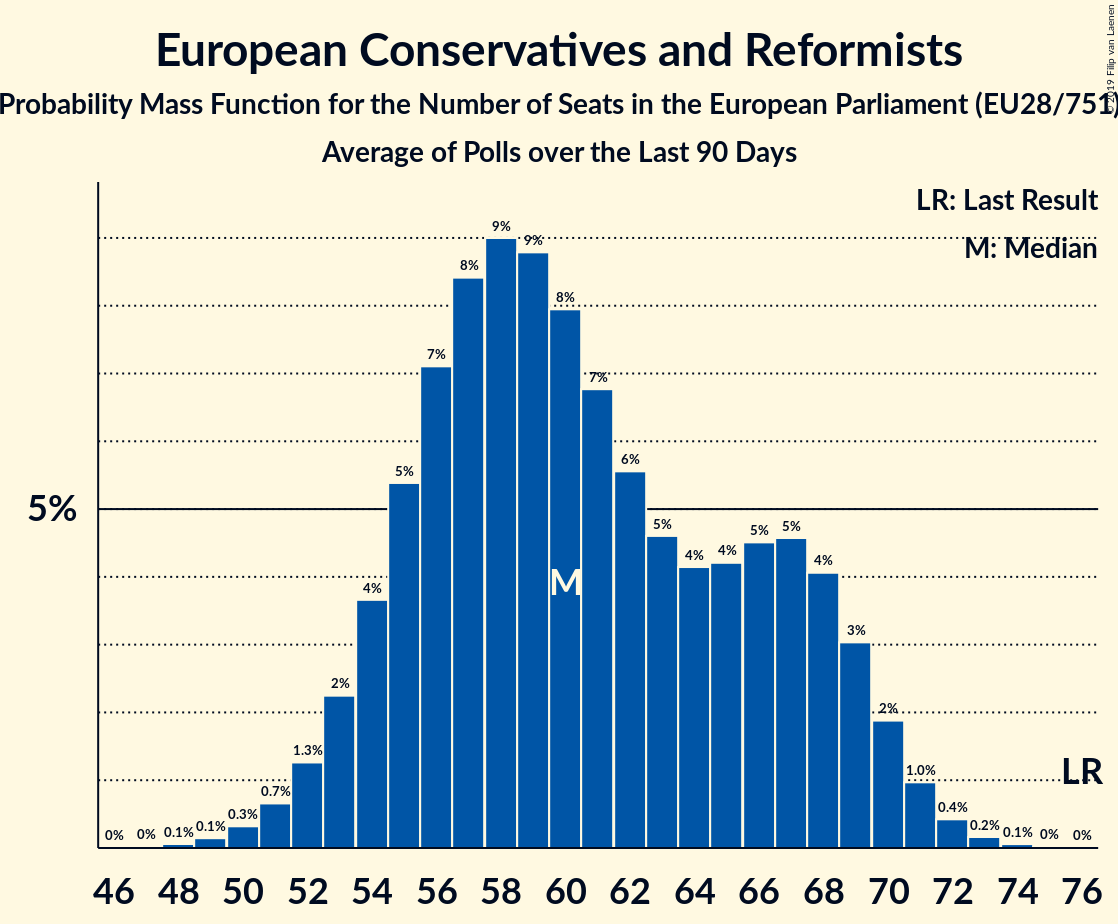 European Conservatives and Reformists
© 2019 Filip van Laenen
Probability Mass Function for the Number of Seats in the European Parliament (EU28/751)
Average of Polls over the Last 90 Days
LR: Last Result
M: Median
9%
9%
8%
8%
7%
7%
6%
5%
5%
5%
5%
5%
4%
4%
4%
M
4%
3%
2%
2%
1.3%
LR
1.0%
0.7%
0.3%
0.4%
0% 0% 0.1% 0.1%
0.2% 0.1% 0% 0%
46 48 50 52 54 56 58 60 62 64 66 68 70 72 74 76